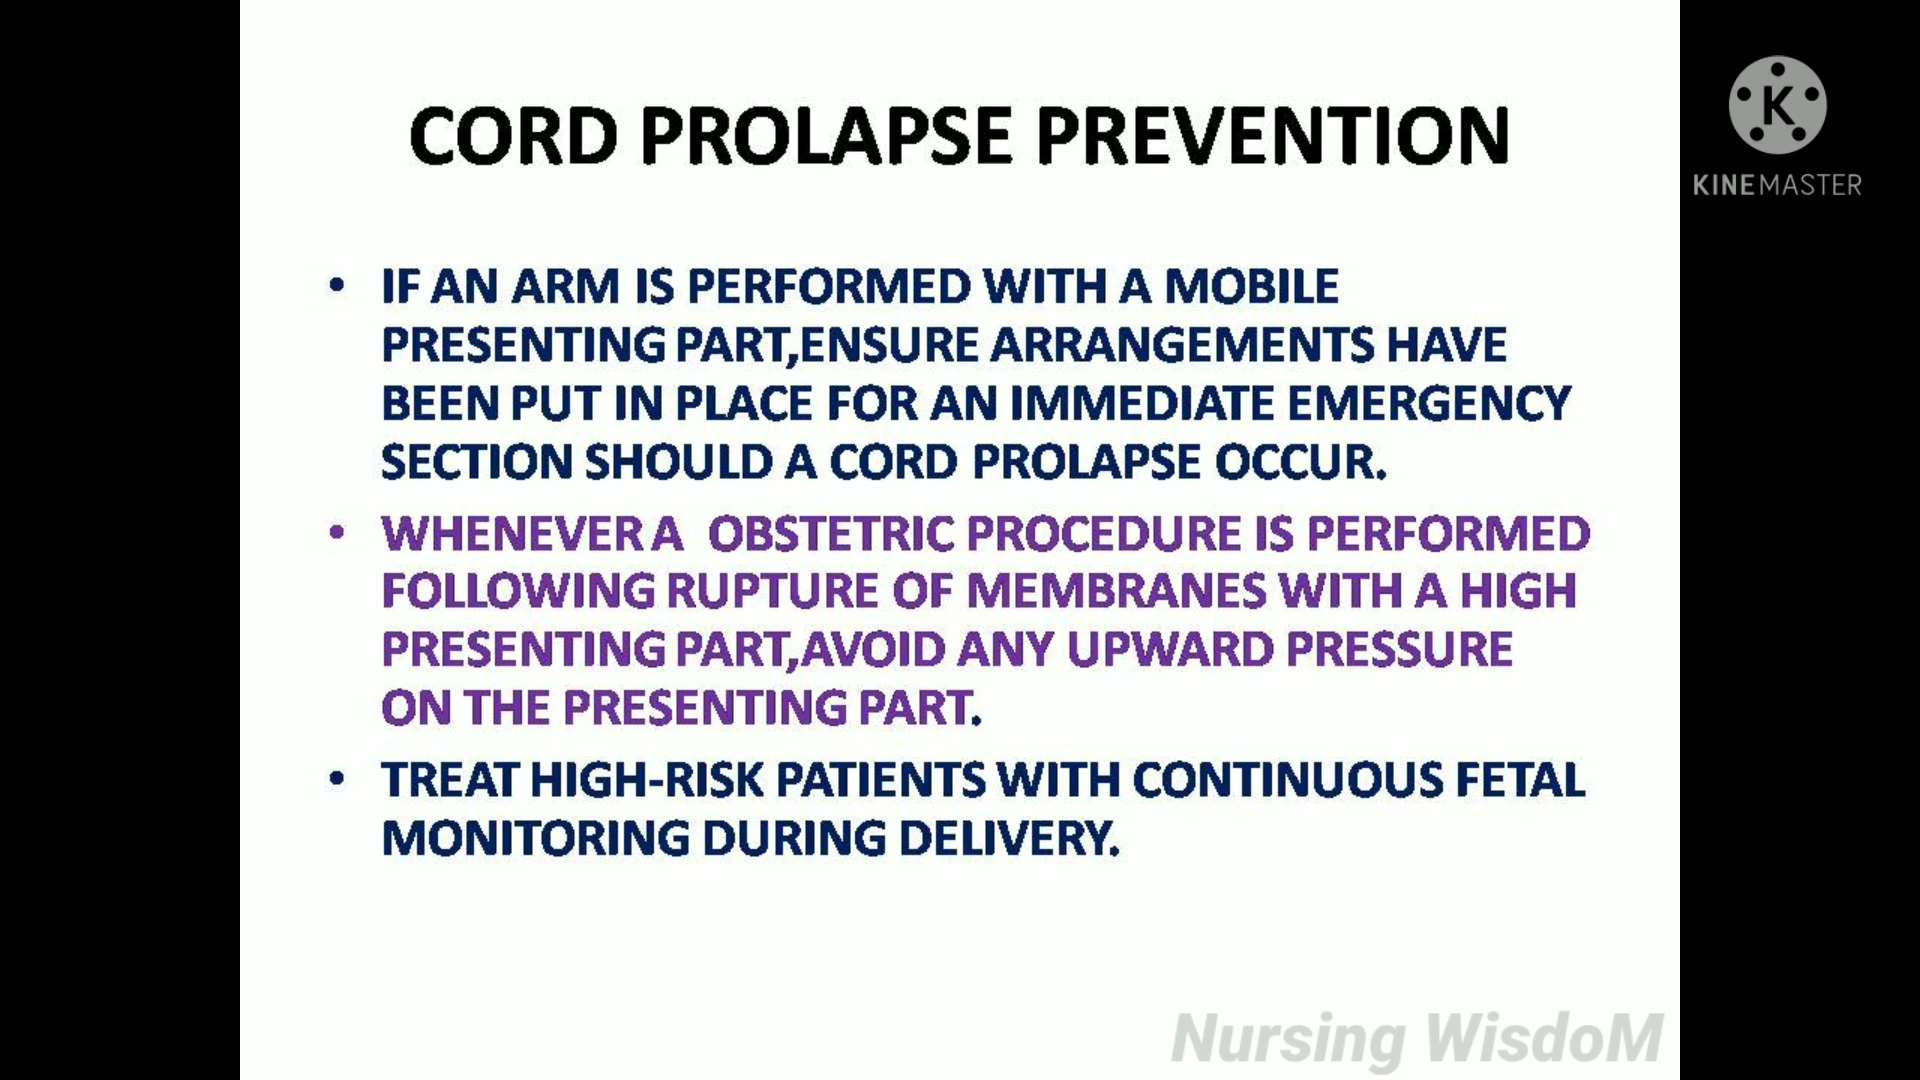 CORD PROLAPSE PREVENTION
K
KINEMASTER
• IF AN ARM IS PERFORMED WITH A MOBILE
PRESENTING PART,ENSURE ARRANGEMENTS HAVE
BEEN PUT IN PLACE FOR AN IMMEDIATE EMERGENCY
SECTION SHOULD A CORD PROLAPSE OCCUR.
• WHENEVER A OBSTETRIC PROCEDURE IS PERFORMED
FOLLOWING RUPTURE OF MEMBRANES WITH A HIGH
PRESENTING PART,AVOID ANY UPWARD PRESSURE
ON THE PRESENTING PART.
• TREAT HIGH-RISK PATIENTS WITH CONTINUOUS FETAL
MONITORING DURING DELIVERY.
Nursing WisdoM